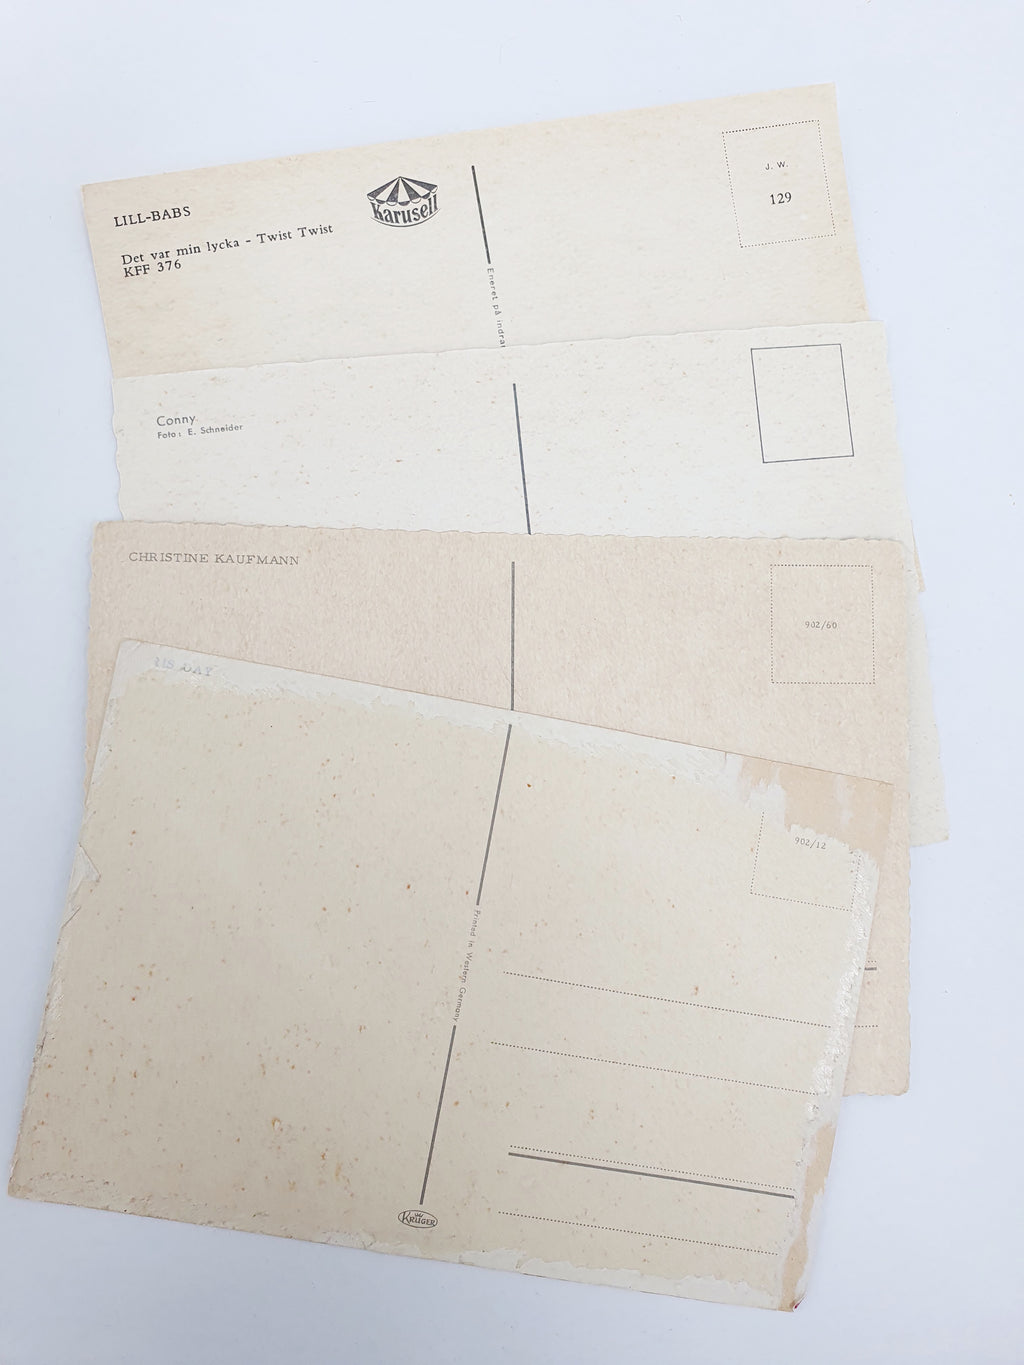 LILL-BABS
Det var min lycka - Twist Twist
KFF 376
Karusell
Eneret på
J. W.
129
Conny
Foto: E. Schneider
CHRISTINE KAUFMANN
902/60
DAY
902/12
Printed in Western Germany
KRÜGER